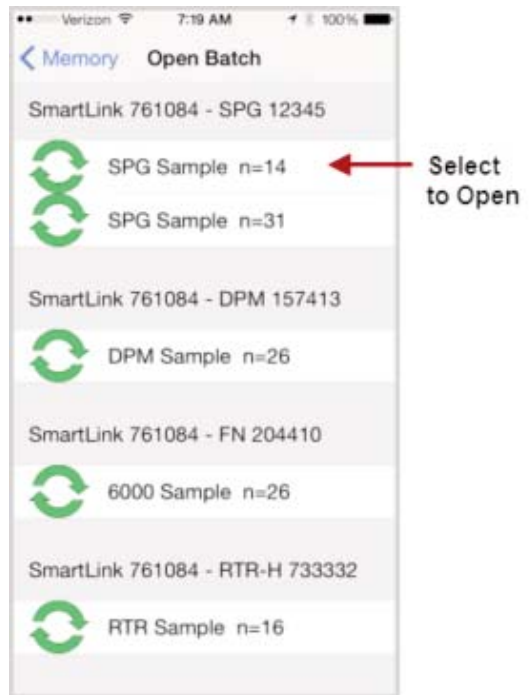 Verizon 7:19 AM 100%
Memory Open Batch
SmartLink 761084 - SPG 12345
SPG Sample n=14
Select
to Open
SPG Sample n=31
SmartLink 761084 - DPM 157413
DPM Sample n=26
SmartLink 761084 - FN 204410
6000 Sample n=26
SmartLink 761084 - RTR-H 733332
RTR Sample n=16